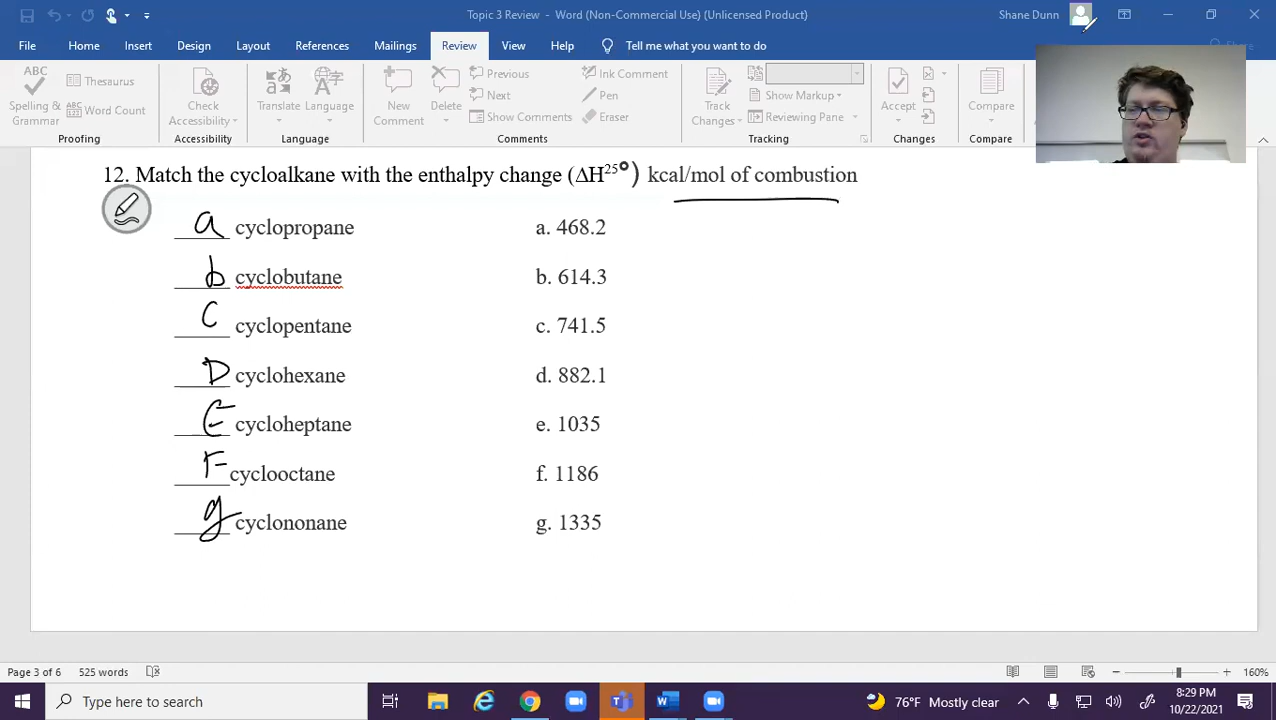 Topic 3 Review - Word (Non-Commercial Use) (Unlicensed Product)
Shane Dunn
File Home Insert Design Layout References Mailings Review View Help Tell me what you want to do Share
ABC Spelling & Grammar
Thesaurus
ABC 123 Word Count
Proofing
Check Accessibility
Accessibility
Translate
Language
Language
New Comment
Delete
Previous
Next
Show Comments
Comments
Ink Comment
Pen
Eraser
Track Changes
Show Markup
Reviewing Pane
Tracking
Accept
Changes
Compare
Compare
12. Match the cycloalkane with the enthalpy change (ΔH25°) kcal/mol of combustion
a cyclopropane a. 468.2
b cyclobutane b. 614.3
C cyclopentane c. 741.5
D cyclohexane d. 882.1
E cycloheptane e. 1035
F cyclooctane f. 1186
g cyclononane g. 1335
Page 3 of 6 525 words 160%
Type here to search
76°F Mostly clear
8:29 PM
10/22/2021